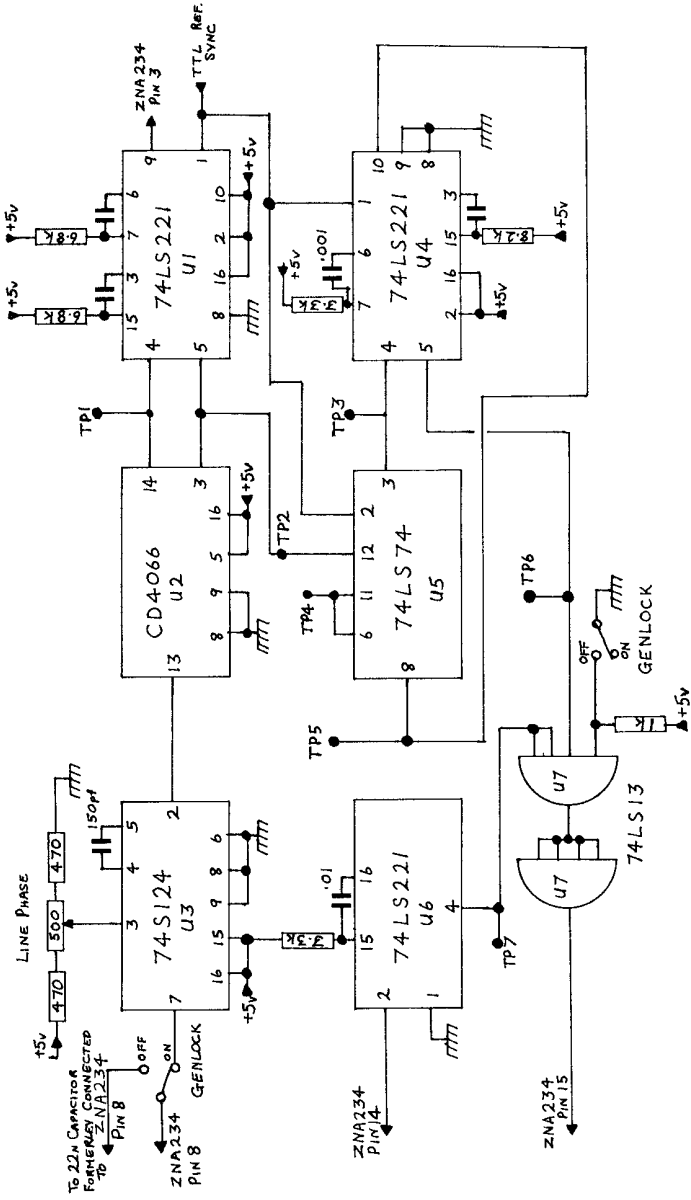 To 22N CAPACITOR
FORMERLEY CONNECTED
TO ZNA234
PIN 8
OFF
ON
GENLOCK
ZNA234
PIN 8
+5v
LINE PHASE
470
500
470
150pf
3
4
5
7
74S124
U3
2
16
15
9
8
6
+5v
13
CD4066
U2
14
3
8
9
5
16
+5v
TP1
TP2
+5v
6.8k
+5v
6.8k
15
3
7
6
4
5
74LS221
U1
9
1
8
16
2
10
+5v
ZNA234
PIN 3
TTL REF.
SYNC
3.3k
.01
15
16
2
1
74LS221
U6
4
ZNA234
PIN 14
TP7
TP5
TP4
6
11
12
2
8
74LS74
U5
3
TP3
+5v
3.3k
.001
7
6
1
4
5
74LS221
U4
10
9
8
2
16
15
3
+5v
8.2k
+5v
TP6
OFF
ON
GENLOCK
1k
+5v
U7
U7
74LS13
ZNA234
PIN 15